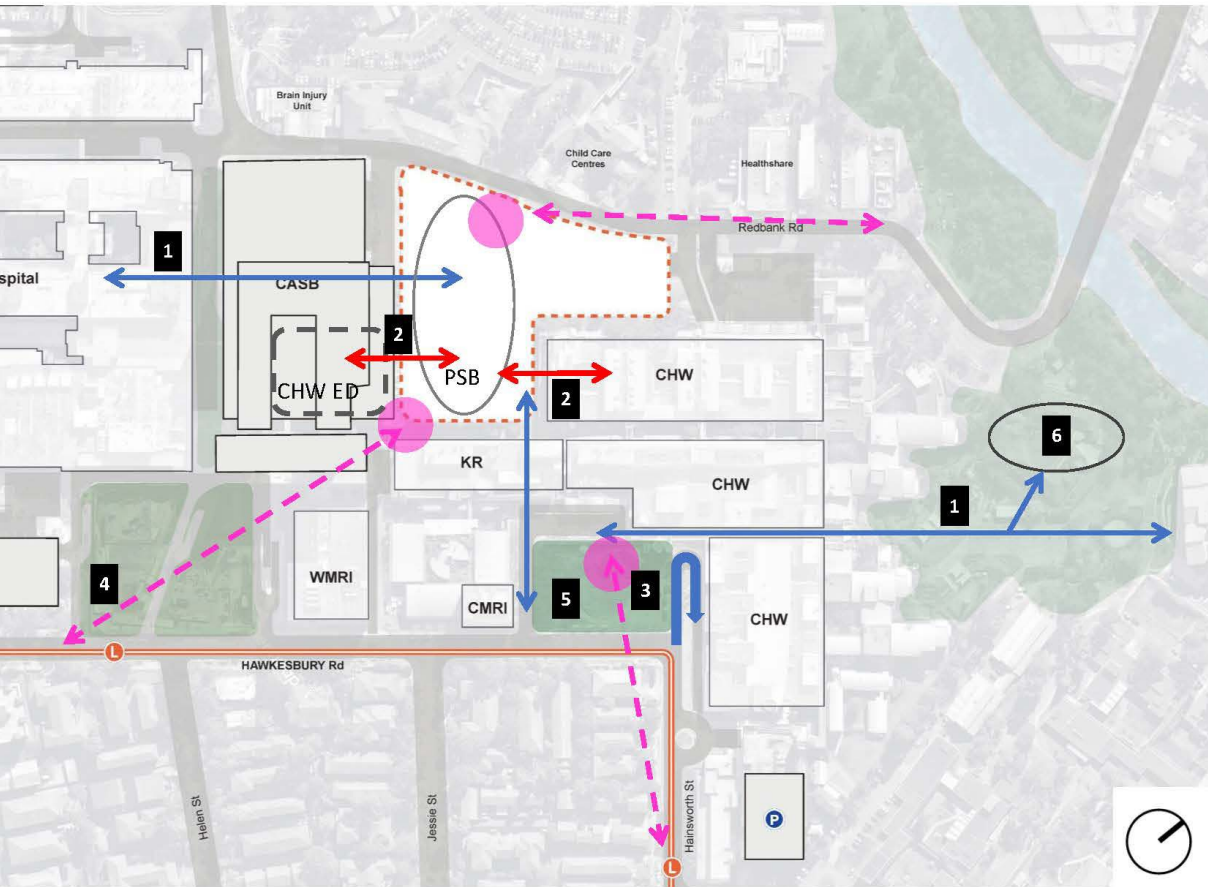 Brain Injury
Unit
Child Care
Centres
Healthshare
Redbank Rd
1
spital
CASB
2
PSB
CHW ED
2
CHW
KR
CHW
6
1
4
WMRI
CMRI
5
3
CHW
L
HAWKESBURY Rd
Helen St
Jessie St
Hainsworth St
P
L